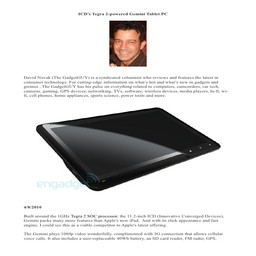 ICD's Tegra 2-powered Gemini Tablet PC
David Novak (The GadgetGUY) is a syndicated columnist who reviews and features the latest in
consumer technology. For cutting-edge information on what's hot and what's new in gadgets and
gizmos , The GadgetGUY has his pulse on everything related to computers, camcorders, car tech,
cameras, gaming, GPS devices, networking, TVs, software, wireless devices, media players, hi-fi, wi-
fi, cell phones, home appliances, sports science, power tools and more.
engadget
4/8/2010
Built around the 1GHz Tegra 2 SOC processor, the 11.2-inch ICD (Innovative Converged Devices),
Gemini packs many more features than Apple's new iPad. And with its click appearance and fast
engine, I could see this as a viable competitor to Apple's latest offering.
The Gemini plays 1080p video wonderfully, complimented with 3G connection that allows cellular
voice calls. It also includes a user-replaceable 40Wh battery, an SD card reader, FM radio, GPS,